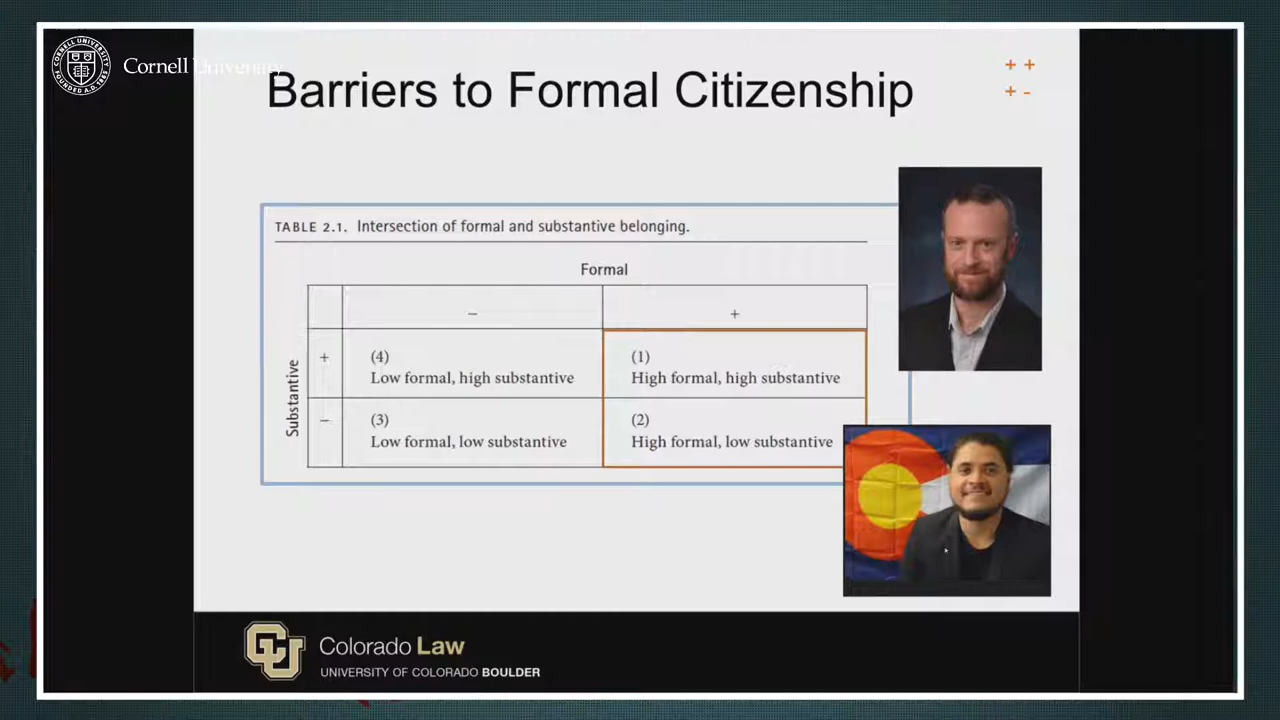 Cornell University
Barriers to Formal Citizenship
+ +
+ -
TABLE 2.1. Intersection of formal and substantive belonging.
Formal
– +
Substantive
+ (4) (1)
Low formal, high substantive High formal, high substantive
– (3) (2)
Low formal, low substantive High formal, low substantive
CU
Colorado Law
UNIVERSITY OF COLORADO BOULDER